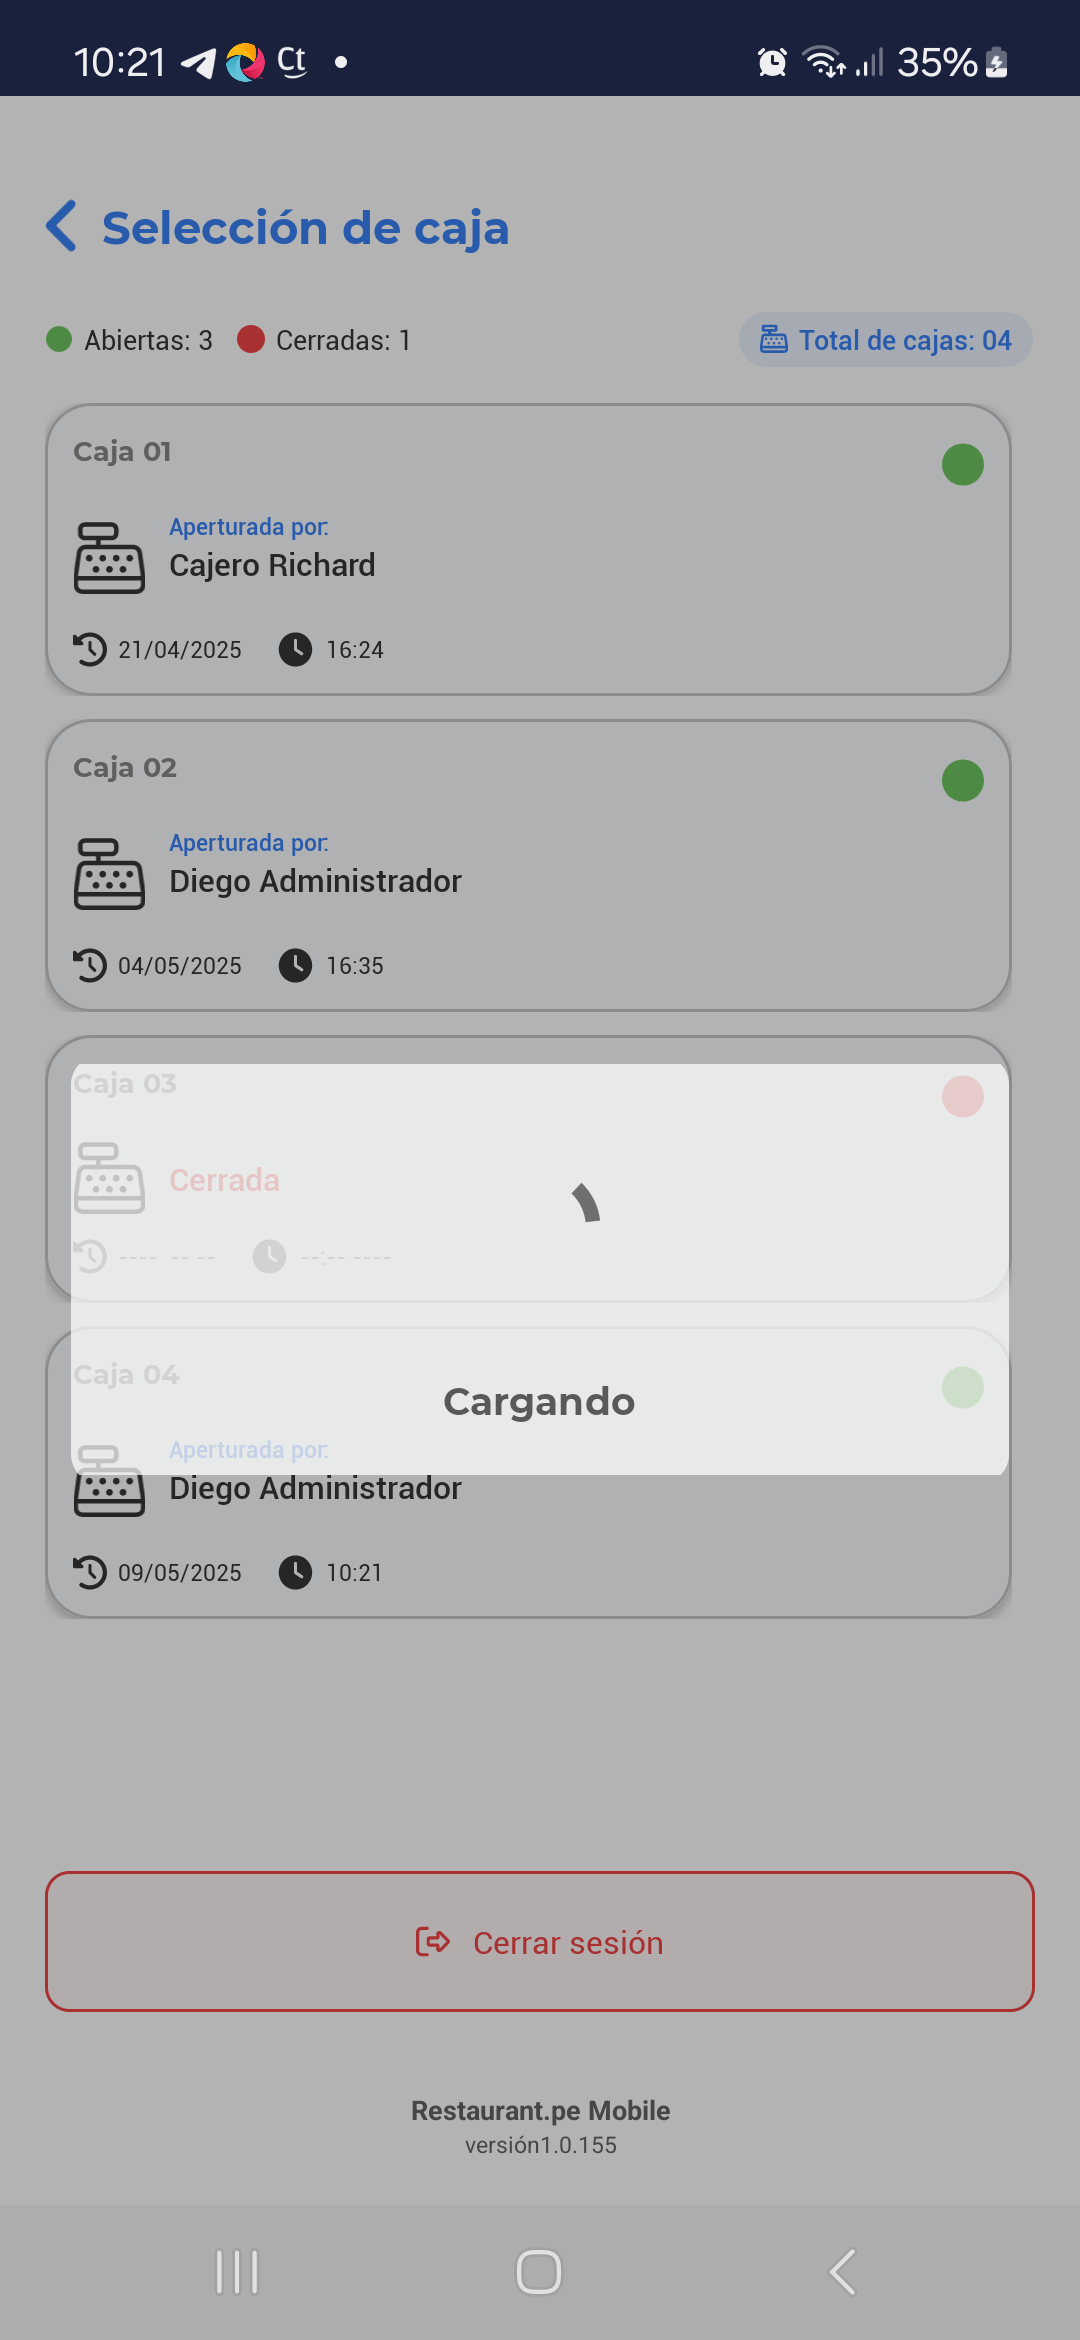 10:21 Ct 35%
Selección de caja
Abiertas: 3 Cerradas: 1 Total de cajas: 04
Caja 01
Aperturada por:
Cajero Richard
21/04/2025 16:24
Caja 02
Aperturada por:
Diego Administrador
04/05/2025 16:35
Caja 03
Cerrada
---- -- -- --:-- ----
Caja 04
Cargando
Aperturada por:
Diego Administrador
09/05/2025 10:21
Cerrar sesión
Restaurant.pe Mobile
versión1.0.155